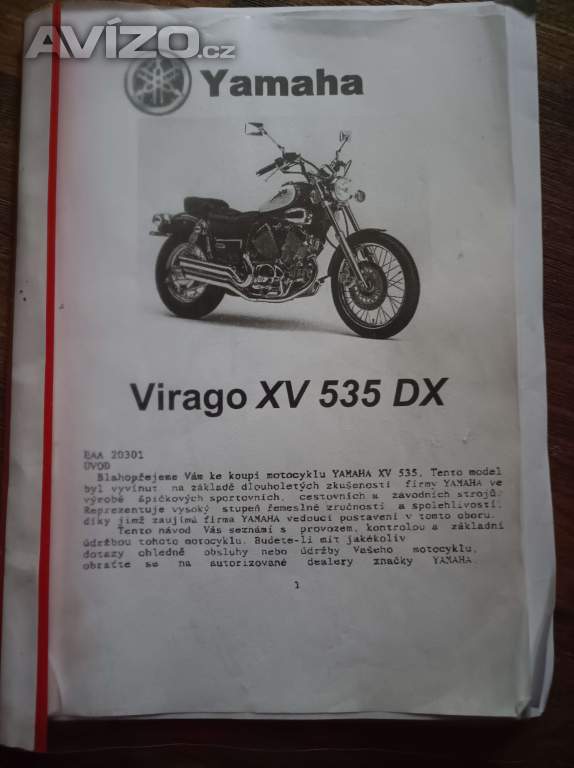 AVÍZO.cz
Yamaha
Virago XV 535 DX
EAA 20301
ÚVOD
Blahopřejeme Vám ke koupi motocyklu YAMAHA XV 535. Tento model
byl vyvinut na základě dlouholetých zkušeností firmy YAMAHA ve
výrobě špičkových sportovních, cestovních a závodních strojů.
Reprezentuje vysoký stupeň řemeslné zručnosti a spolehlivosti,
díky jimž zaujímá firma YAMAHA vedoucí postavení v tomto oboru.
Tento návod Vás seznámí s provozem, kontrolou a základní
údržbou tohoto motocyklu. Budete-li mít jakékoliv
dotazy ohledně obsluhy nebo údržby Vašeho motocyklu,
obraťte se na autorizované dealery značky YAMAHA.
1